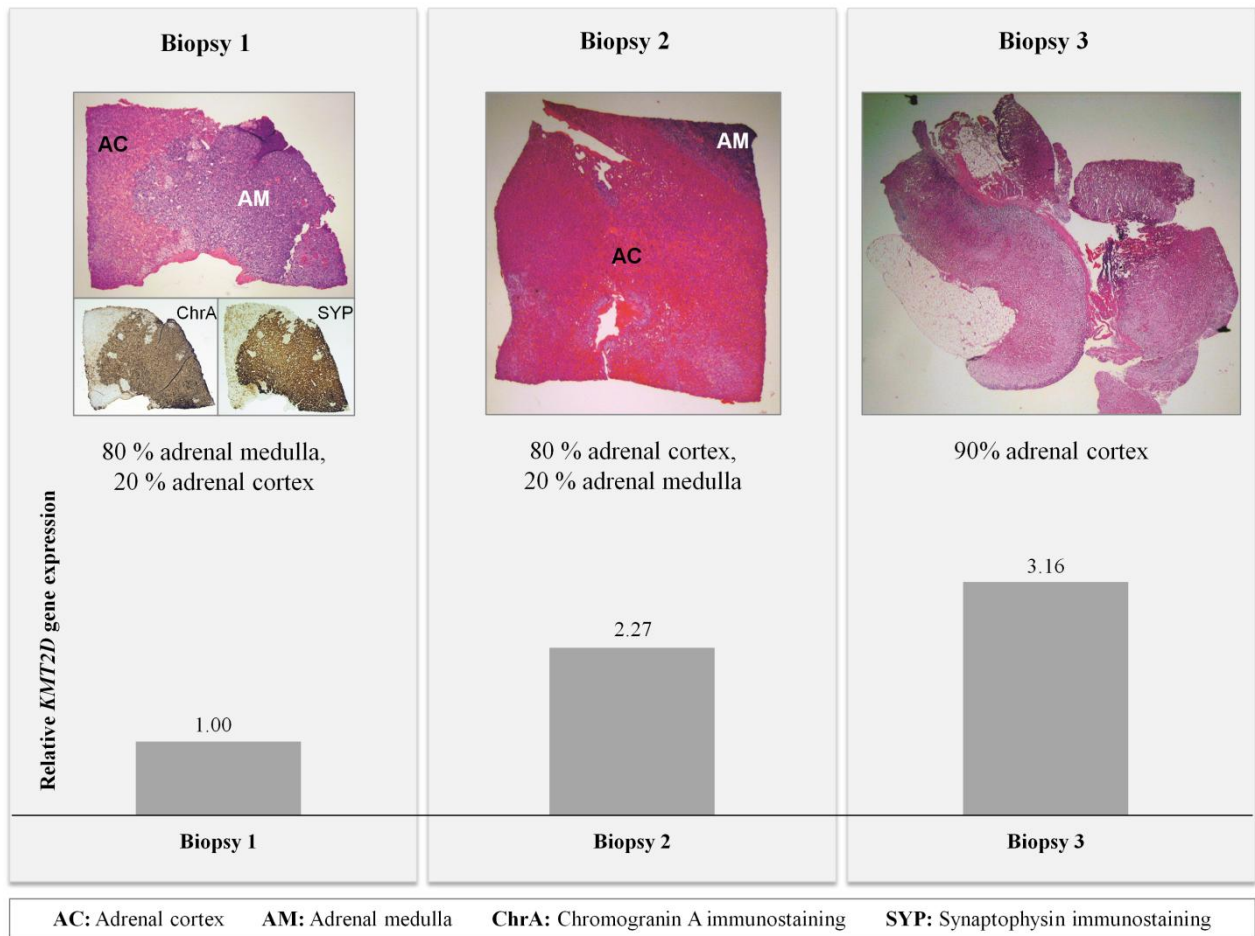 Biopsy 1
AC
AM
ChrA
SYP
80 % adrenal medulla,
20 % adrenal cortex
Biopsy 2
AM
AC
80 % adrenal cortex,
20 % adrenal medulla
Biopsy 3
90% adrenal cortex
Relative KMT2D gene expression
1.00
2.27
3.16
Biopsy 1
Biopsy 2
Biopsy 3
AC: Adrenal cortex AM: Adrenal medulla ChrA: Chromogranin A immunostaining SYP: Synaptophysin immunostaining